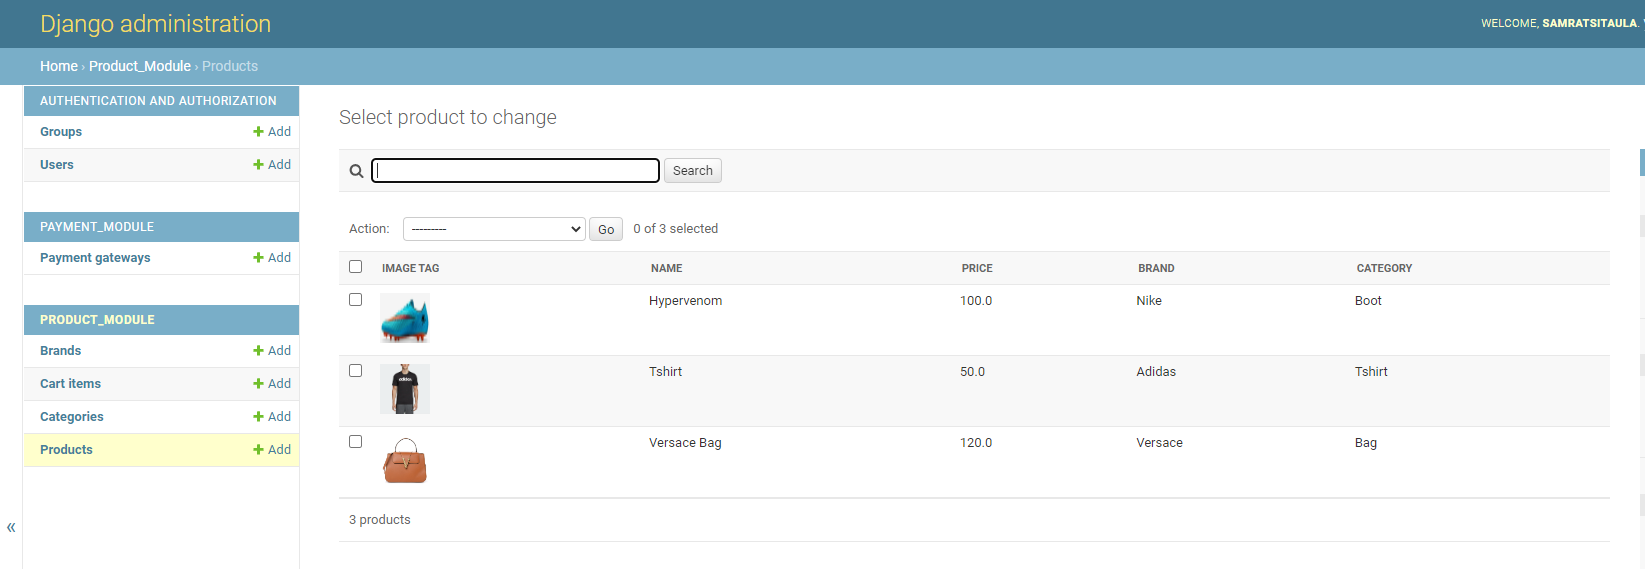 Django administration
WELCOME, SAMRATSITAULA.
Home › Product_Module › Products
AUTHENTICATION AND AUTHORIZATION
Groups + Add
Users + Add
PAYMENT_MODULE
Payment gateways + Add
PRODUCT_MODULE
Brands + Add
Cart items + Add
Categories + Add
Products + Add
«
Select product to change
Search
Action: --------- Go 0 of 3 selected
IMAGE TAG NAME PRICE BRAND CATEGORY
Hypervenom 100.0 Nike Boot
adidas
Tshirt 50.0 Adidas Tshirt
Versace Bag 120.0 Versace Bag
3 products